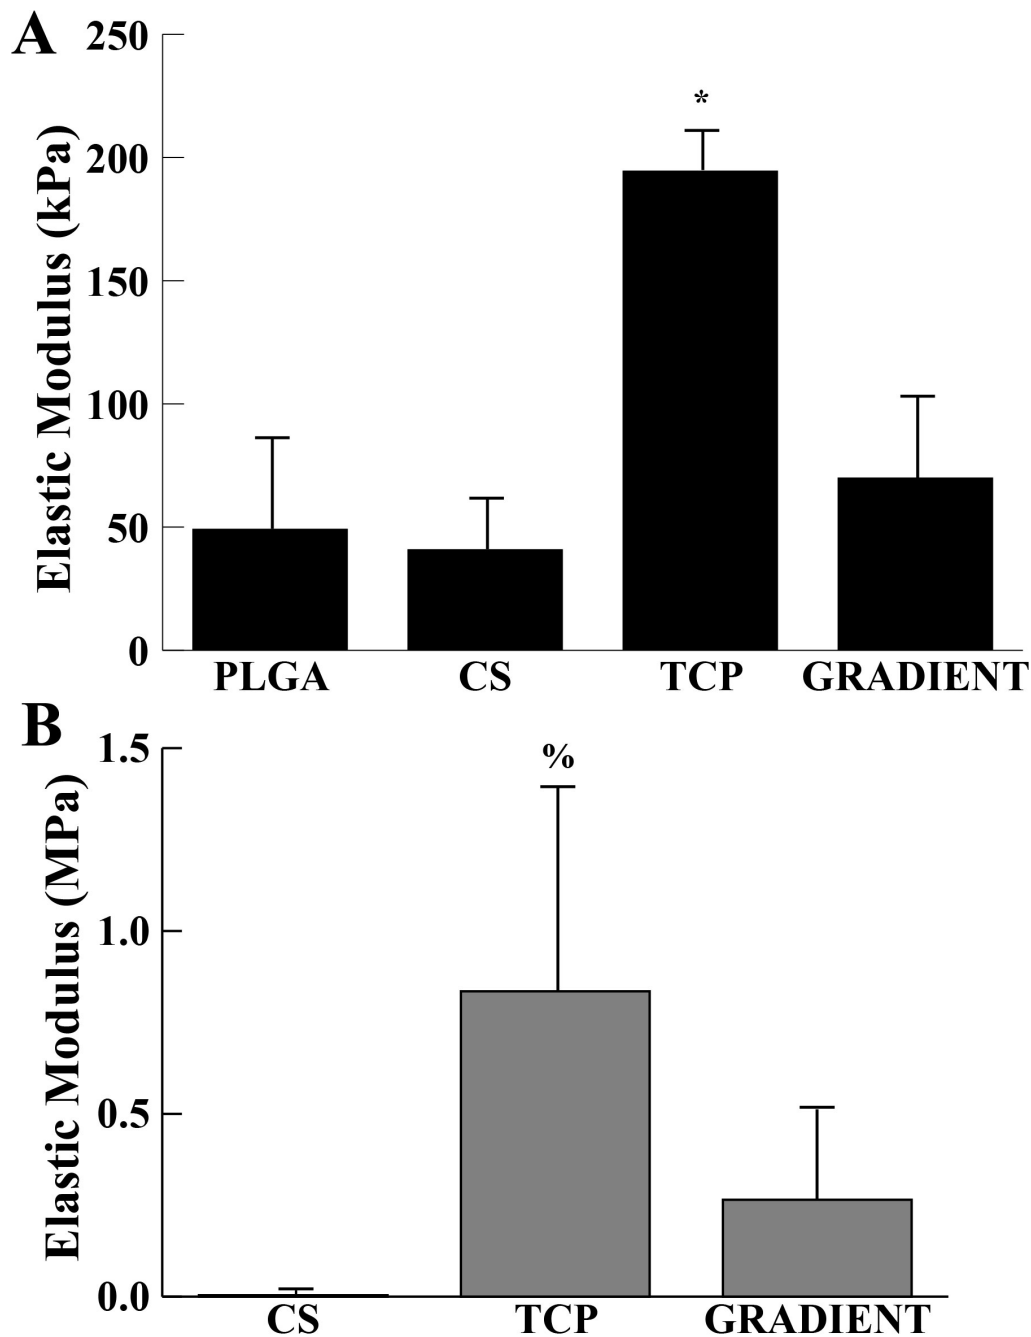 A
Elastic Modulus (kPa)
250
200
150
100
50
0
*
PLGA CS TCP GRADIENT
B
Elastic Modulus (MPa)
1.5
1.0
0.5
0.0
%
CS TCP GRADIENT